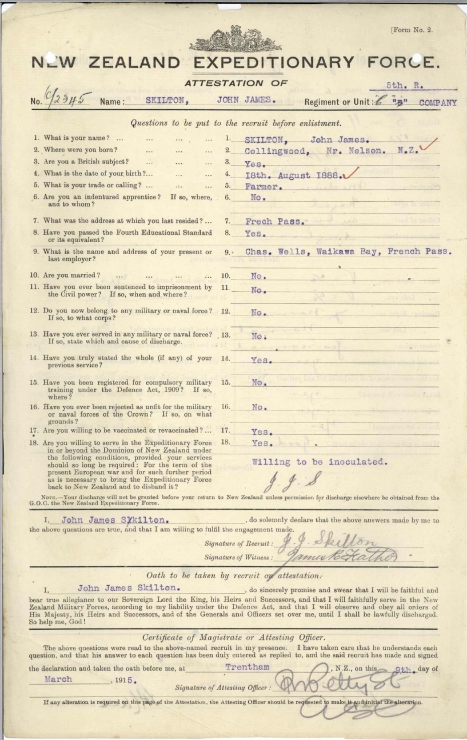 [Form No. 2.
NEW ZEALAND EXPEDITIONARY FORCE.
ATTESTATION OF
5th. R.
No. 6/2345 Name: SKILTON, JOHN JAMES. Regiment or Unit: "B" COMPANY
Questions to be put to the recruit before enlistment.
1. What is your name? ... 1. SKILTON, John James.
2. Where were you born? ... 2. Collingwood, Nr. Nelson. N.Z.
3. Are you a British subject? ... 3. Yes.
4. What is the date of your birth?... 4. 18th. August 1888.
5. What is your trade or calling? ... 5. Farmer.
6. Are you an indentured apprentice? If so, where, 6. No.
and to whom?
7. What was the address at which you last resided? ... 7. Frech Pass.
8. Have you passed the Fourth Educational Standard 8. Yes.
or its equivalent?
9. What is the name and address of your present or 9. Chas. Wells, Waikawa Bay, French Pass.
last employer?
10. Are you married? ... 10. No.
11. Have you ever been sentenced to imprisonment by 11. No.
the Civil power? If so, when and where?
12. Do you now belong to any military or naval force? 12. No.
If so, to what corps?
13. Have you ever served in any military or naval force? 13. No.
If so, state which and cause of discharge.
14. Have you truly stated the whole (if any) of your 14. Yes.
previous service?
15. Have you been registered for compulsory military 15. No.
training under the Defence Act, 1909? If so,
where?
16. Have you ever been rejected as unfit for the military 16. No.
or naval forces of the Crown? If so, on what
grounds?
17. Are you willing to be vaccinated or revaccinated? ... 17. Yes.
18. Are you willing to serve in the Expeditionary Force 18. Yes.
in or beyond the Dominion of New Zealand under
the following conditions, provided your services
should so long be required: For the term of the
present European war and for such further period
as is necessary to bring the Expeditionary Force
back to New Zealand and to disband it?
Willing to be inoculated.
J. J. S
NOTE.—Your discharge will not be granted before your return to New Zealand unless permission for discharge elsewhere be obtained from the
G.O.C. the New Zealand Expeditionary Force.
I, John James Skilton. , do solemnly declare that the above answers made by me to
the above questions are true, and that I am willing to fulfil the engagement made.
Signature of Recruit: J. J. Skilton
Signature of Witness:
Oath to be taken by recruit on attestation.
I, John James Skilton. , do sincerely promise and swear that I will be faithful and
bear true allegiance to our Sovereign Lord the King, his Heirs and Successors, and that I will faithfully serve in the New
Zealand Military Forces, according to my liability under the Defence Act, and that I will observe and obey all orders of
His Majesty, his Heirs and Successors, and of the Generals and Officers set over me, until I shall be lawfully discharged.
So help me, God!
Certificate of Magistrate or Attesting Officer.
The above questions were read to the above-named recruit in my presence. I have taken care that he understands each
question, and that his answer to each question has been duly entered as replied to, and the said recruit has made and signed
the declaration and taken the oath before me, at Trentham , N.Z., on this 8th. day of
March , 1915.
Signature of Attesting Officer:
If any alteration is required on this page of the Attestation, the Attesting Officer should be requested to make it and initial the alteration.